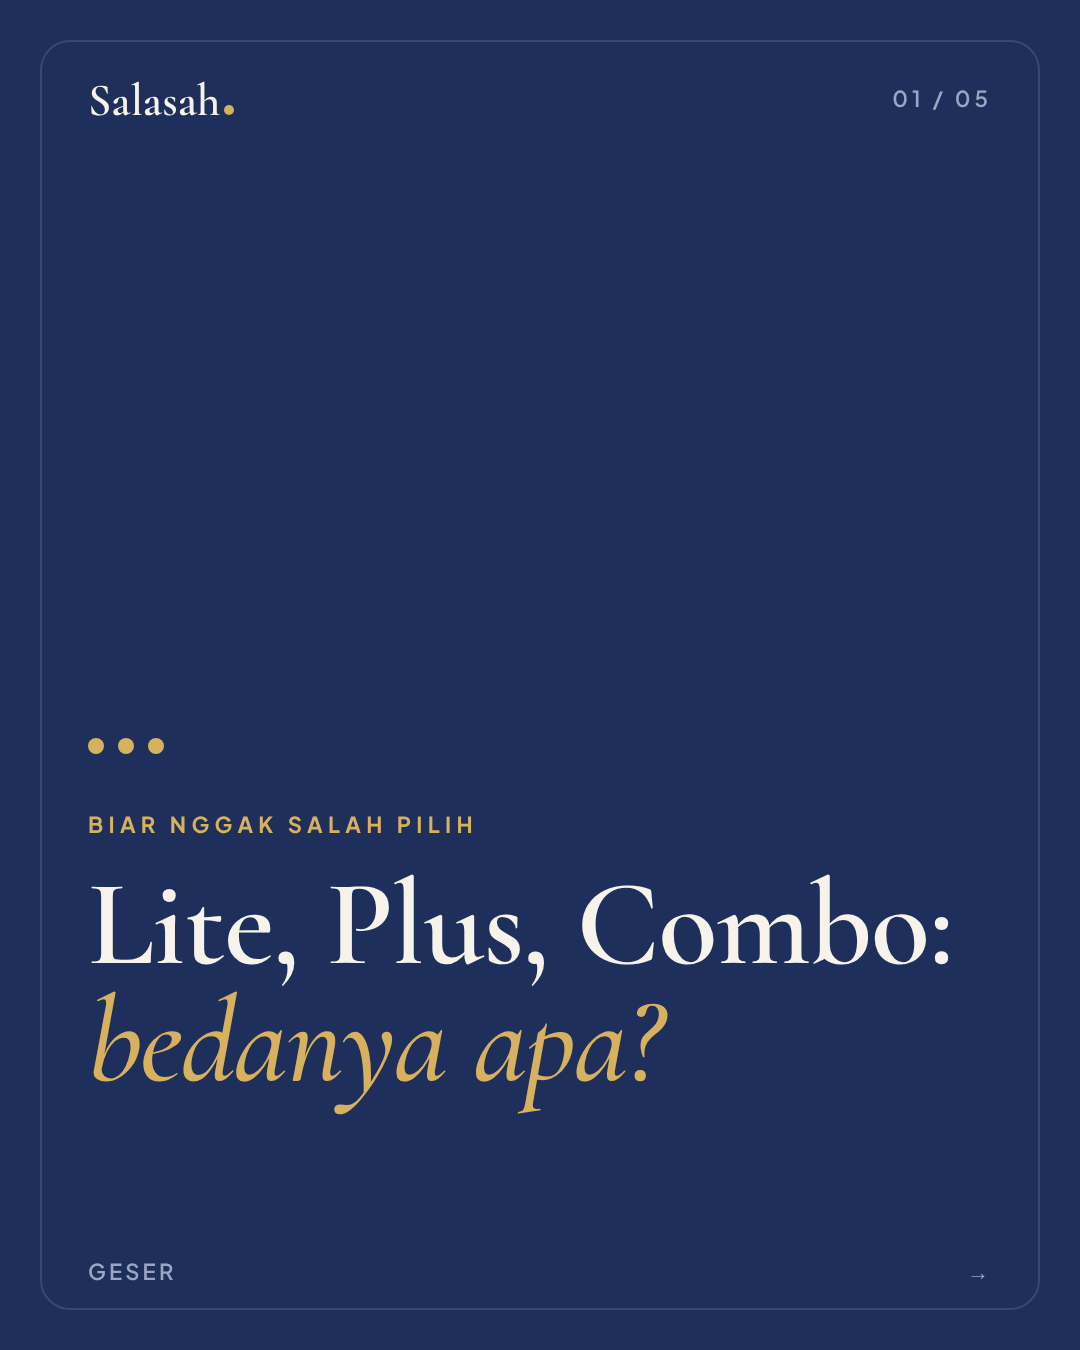 Salasah.
01 / 05
BIAR NGGAK SALAH PILIH
Lite, Plus, Combo:
bedanya apa?
GESER →